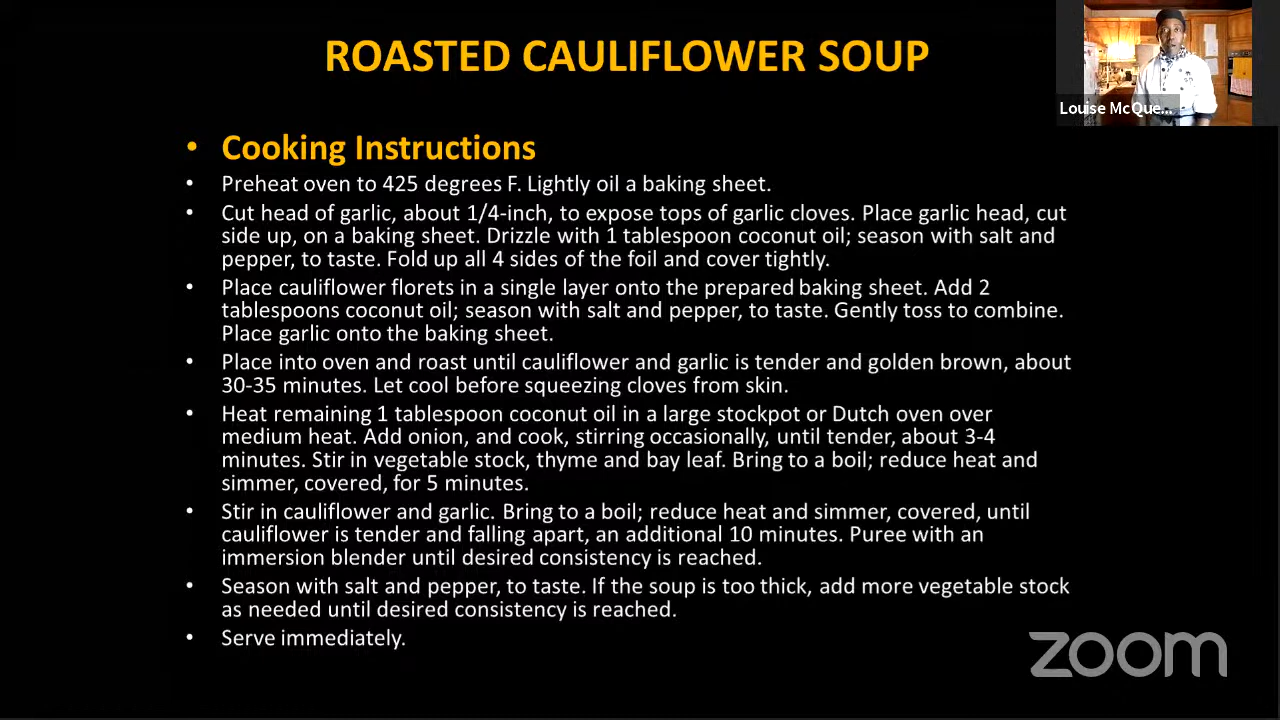 ROASTED CAULIFLOWER SOUP
Louise McQue...
• Cooking Instructions
• Preheat oven to 425 degrees F. Lightly oil a baking sheet.
• Cut head of garlic, about 1/4-inch, to expose tops of garlic cloves. Place garlic head, cut
side up, on a baking sheet. Drizzle with 1 tablespoon coconut oil; season with salt and
pepper, to taste. Fold up all 4 sides of the foil and cover tightly.
• Place cauliflower florets in a single layer onto the prepared baking sheet. Add 2
tablespoons coconut oil; season with salt and pepper, to taste. Gently toss to combine.
Place garlic onto the baking sheet.
• Place into oven and roast until cauliflower and garlic is tender and golden brown, about
30-35 minutes. Let cool before squeezing cloves from skin.
• Heat remaining 1 tablespoon coconut oil in a large stockpot or Dutch oven over
medium heat. Add onion, and cook, stirring occasionally, until tender, about 3-4
minutes. Stir in vegetable stock, thyme and bay leaf. Bring to a boil; reduce heat and
simmer, covered, for 5 minutes.
• Stir in cauliflower and garlic. Bring to a boil; reduce heat and simmer, covered, until
cauliflower is tender and falling apart, an additional 10 minutes. Puree with an
immersion blender until desired consistency is reached.
• Season with salt and pepper, to taste. If the soup is too thick, add more vegetable stock
as needed until desired consistency is reached.
• Serve immediately.
zoom